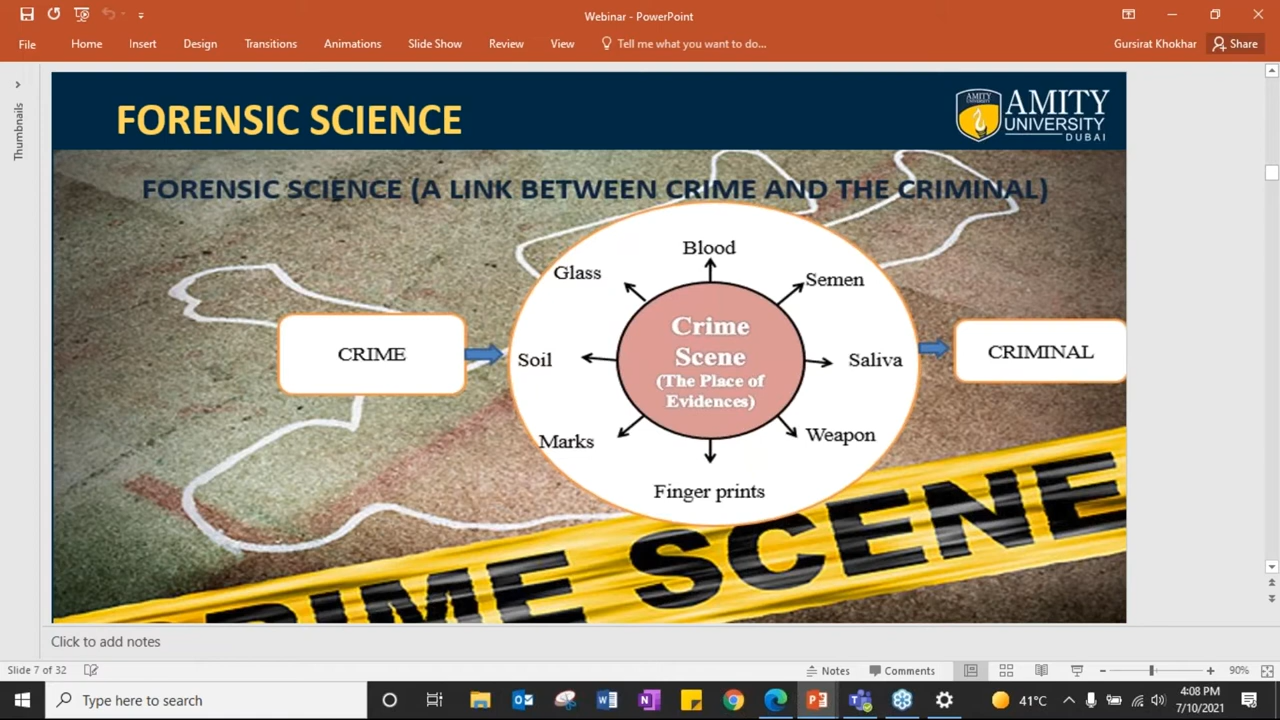 Webinar - PowerPoint
File Home Insert Design Transitions Animations Slide Show Review View Tell me what you want to do... Gursirat Khokhar Share
Thumbnails
FORENSIC SCIENCE
AMITY UNIVERSITY
AMITY
UNIVERSITY
DUBAI
FORENSIC SCIENCE (A LINK BETWEEN CRIME AND THE CRIMINAL)
Blood
Glass
Semen
CRIME
Soil
Crime
Scene
(The Place of
Evidences)
Saliva
CRIMINAL
Marks
Weapon
Finger prints
CRIME SCENE
Click to add notes
Slide 7 of 32 Notes Comments 90%
Type here to search 41°C 4:08 PM
7/10/2021